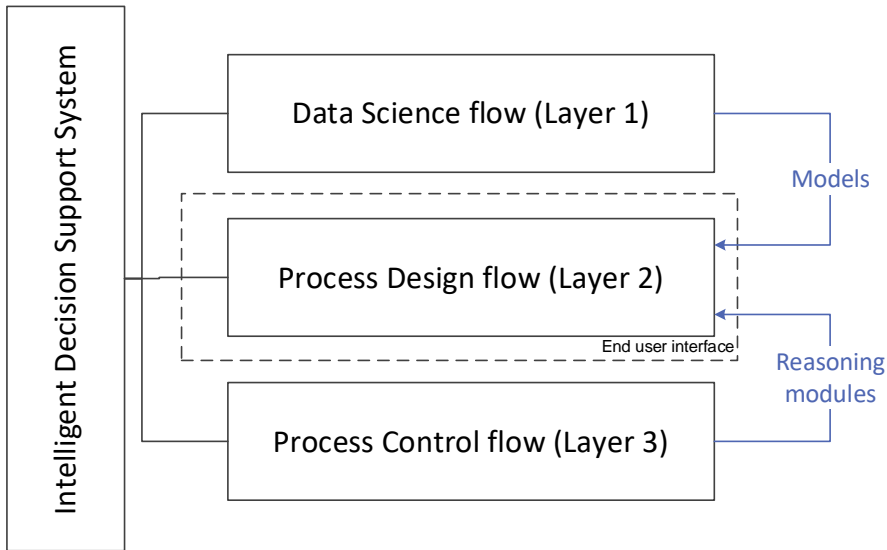 Intelligent Decision Support System
Data Science flow (Layer 1)
Models
Process Design flow (Layer 2)
End user interface
Reasoning
modules
Process Control flow (Layer 3)